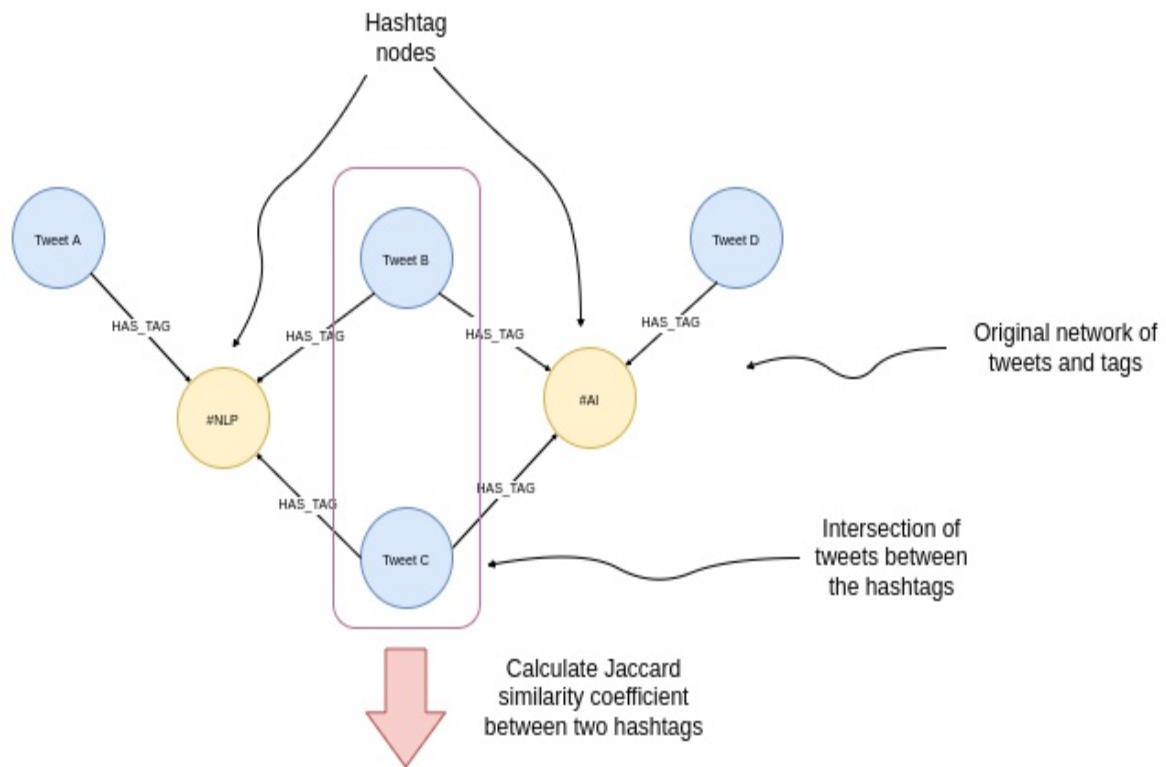 Hashtag
nodes
Tweet A
Tweet B
Tweet D
HAS_TAG
HAS_TAG
HAS_TAG
HAS_TAG
Original network of
tweets and tags
#NLP
#AI
HAS_TAG
HAS_TAG
Tweet C
Intersection of
tweets between
the hashtags
Calculate Jaccard
similarity coefficient
between two hashtags